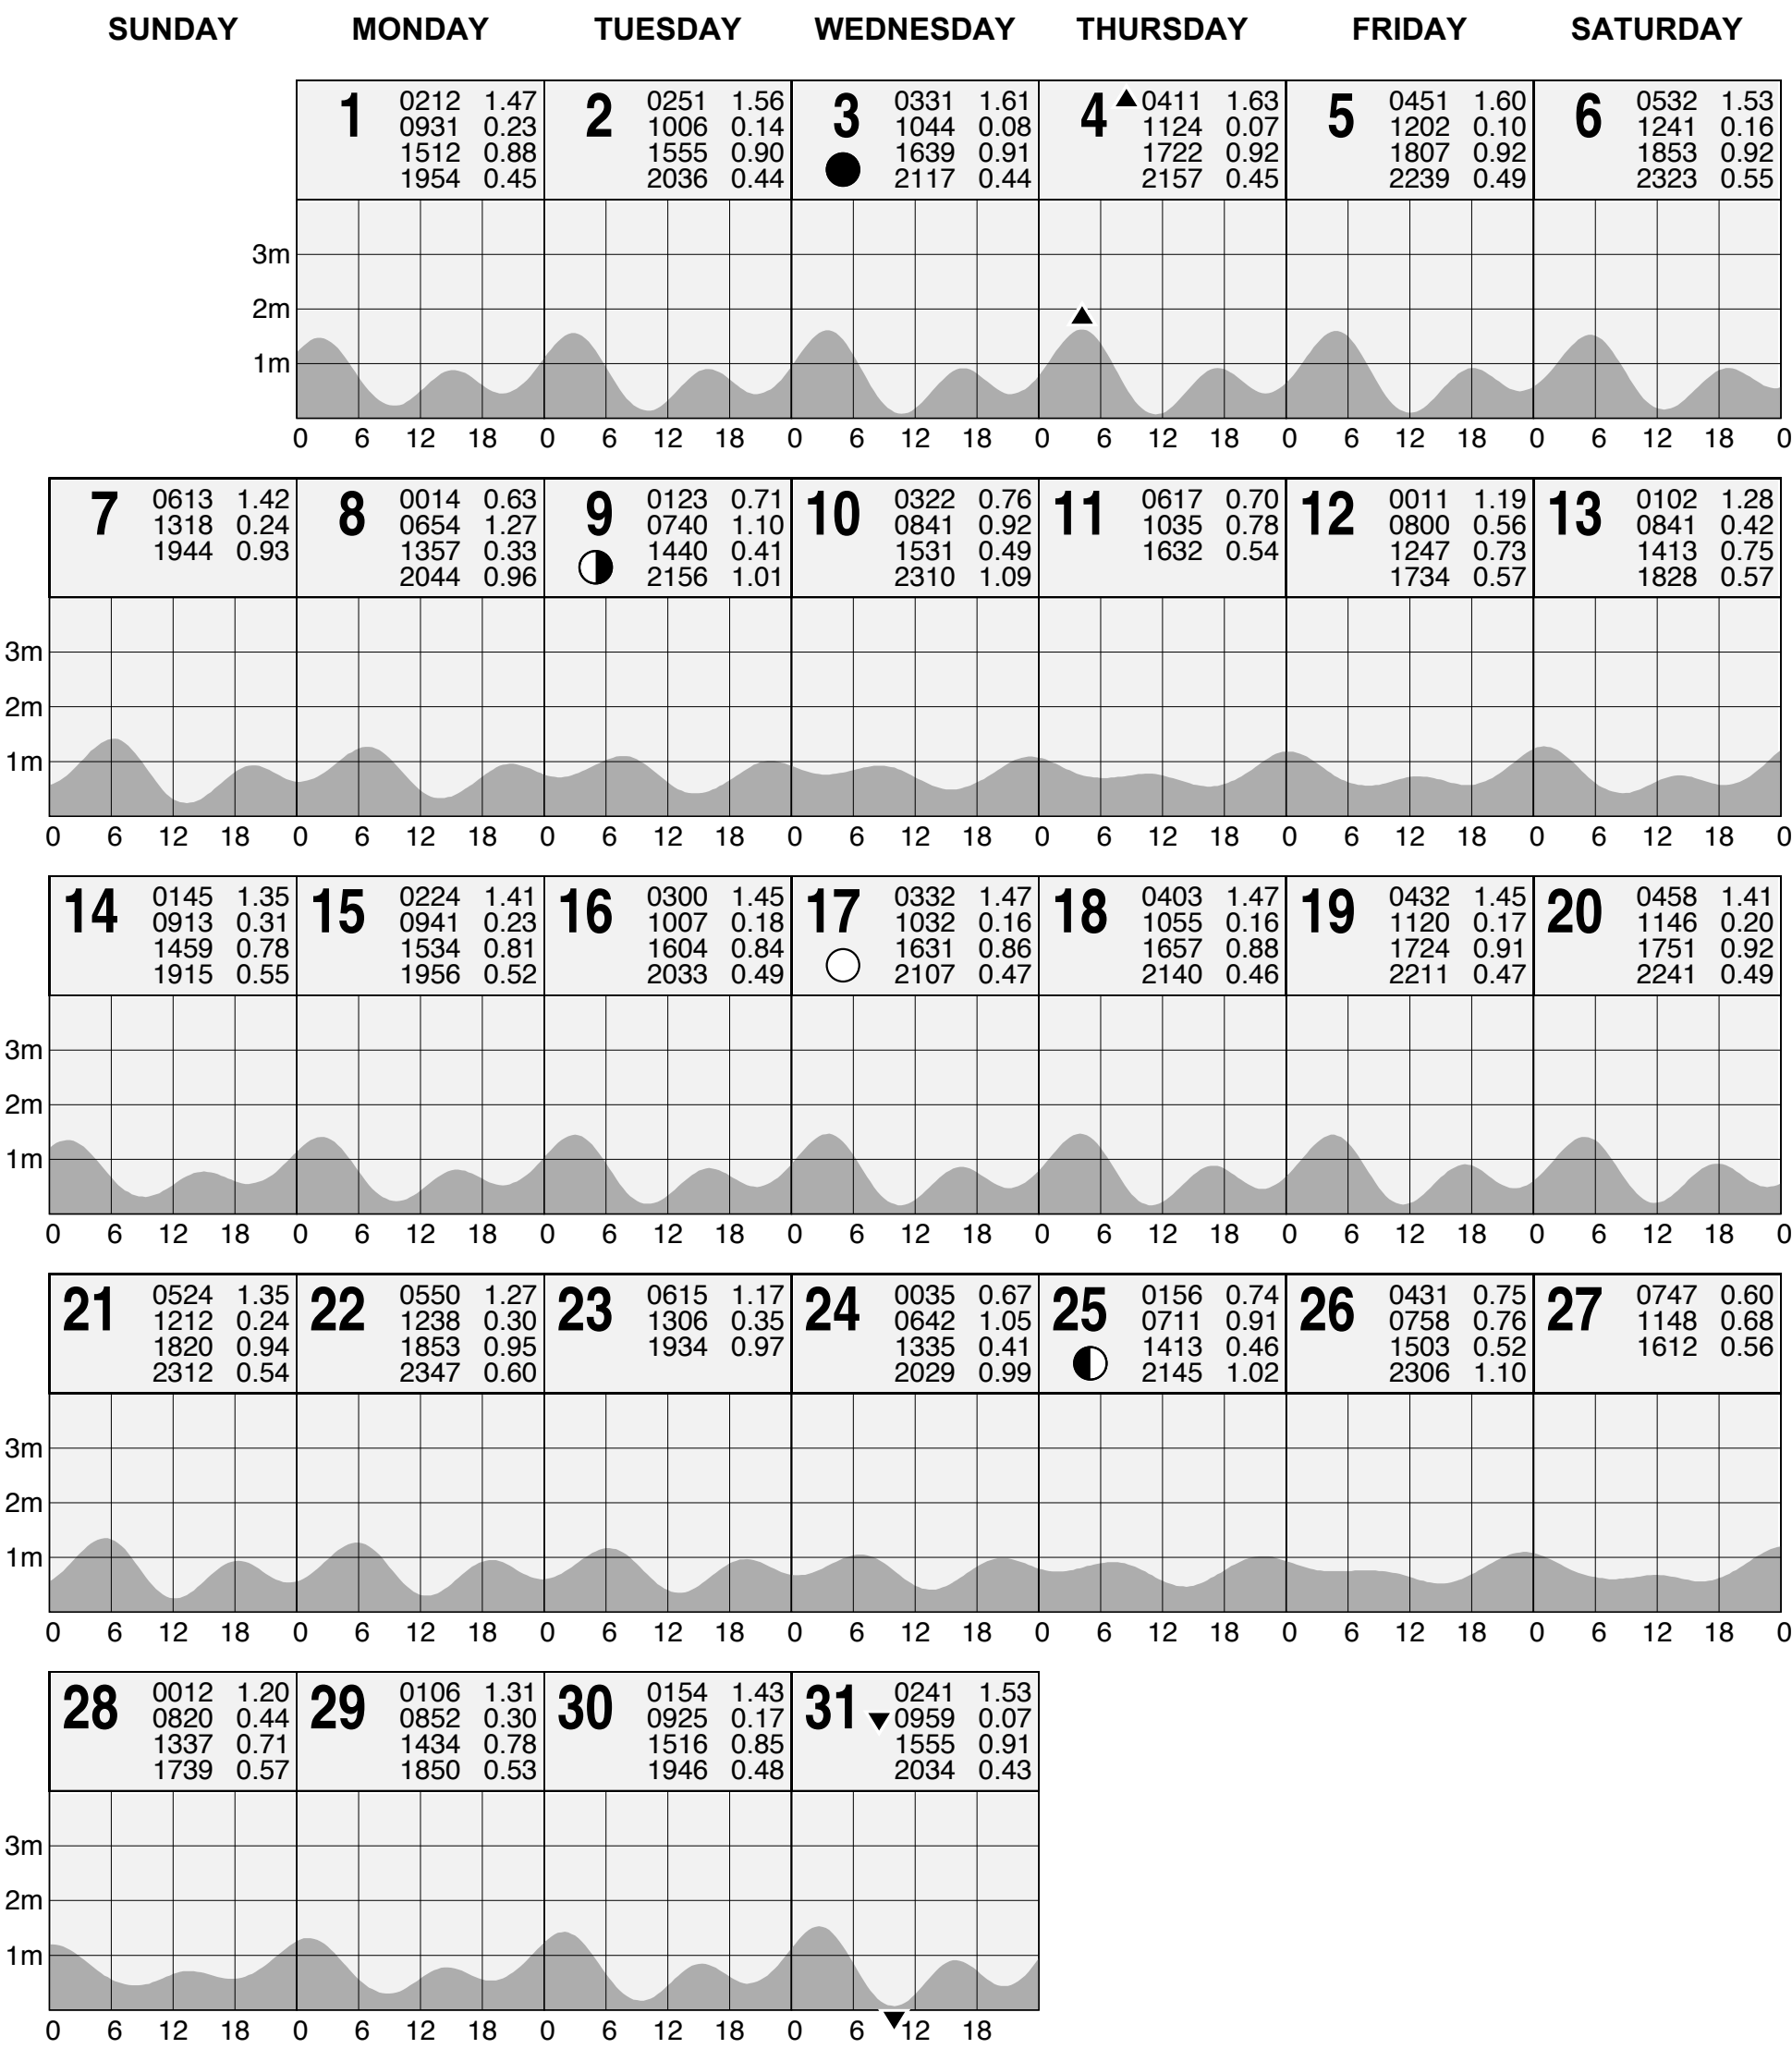 SUNDAY MONDAY TUESDAY WEDNESDAY THURSDAY FRIDAY SATURDAY
1 0212 1.47 2 0251 1.56 3 0331 1.61 4 0411 1.63 5 0451 1.60 6 0532 1.53
0931 0.23 1006 0.14 1044 0.08 1124 0.07 1202 0.10 1241 0.16
1512 0.88 1555 0.90 1639 0.91 1722 0.92 1807 0.92 1853 0.92
1954 0.45 2036 0.44 2117 0.44 2157 0.45 2239 0.49 2323 0.55
3m
2m
1m
0 6 12 18 0 6 12 18 0 6 12 18 0 6 12 18 0 6 12 18 0 6 12 18 0
7 0613 1.42 8 0014 0.63 9 0123 0.71 10 0322 0.76 11 0617 0.70 12 0011 1.19 13 0102 1.28
1318 0.24 0654 1.27 0740 1.10 0841 0.92 1035 0.78 0800 0.56 0841 0.42
1944 0.93 1357 0.33 1440 0.41 1531 0.49 1632 0.54 1247 0.73 1413 0.75
2044 0.96 2156 1.01 2310 1.09 1734 0.57 1828 0.57
3m
2m
1m
0 6 12 18 0 6 12 18 0 6 12 18 0 6 12 18 0 6 12 18 0 6 12 18 0 6 12 18 0
14 0145 1.35 15 0224 1.41 16 0300 1.45 17 0332 1.47 18 0403 1.47 19 0432 1.45 20 0458 1.41
0913 0.31 0941 0.23 1007 0.18 1032 0.16 1055 0.16 1120 0.17 1146 0.20
1459 0.78 1534 0.81 1604 0.84 1631 0.86 1657 0.88 1724 0.91 1751 0.92
1915 0.55 1956 0.52 2033 0.49 2107 0.47 2140 0.46 2211 0.47 2241 0.49
3m
2m
1m
0 6 12 18 0 6 12 18 0 6 12 18 0 6 12 18 0 6 12 18 0 6 12 18 0 6 12 18 0
21 0524 1.35 22 0550 1.27 23 0615 1.17 24 0035 0.67 25 0156 0.74 26 0431 0.75 27 0747 0.60
1212 0.24 1238 0.30 1306 0.35 0642 1.05 0711 0.91 0758 0.76 1148 0.68
1820 0.94 1853 0.95 1934 0.97 1335 0.41 1413 0.46 1503 0.52 1612 0.56
2312 0.54 2347 0.60 2029 0.99 2145 1.02 2306 1.10
3m
2m
1m
0 6 12 18 0 6 12 18 0 6 12 18 0 6 12 18 0 6 12 18 0 6 12 18 0 6 12 18 0
28 0012 1.20 29 0106 1.31 30 0154 1.43 31 0241 1.53
0820 0.44 0852 0.30 0925 0.17 0959 0.07
1337 0.71 1434 0.78 1516 0.85 1555 0.91
1739 0.57 1850 0.53 1946 0.48 2034 0.43
3m
2m
1m
0 6 12 18 0 6 12 18 0 6 12 18 0 6 12 18